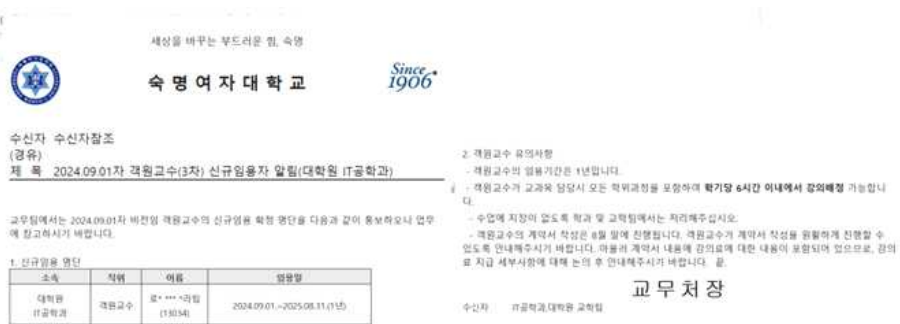 세상을 바꾸는 부드러운 힘, 숙명
숙명여자대학교
Since 1906
수신자 수신자참조
(경유)
제 목 2024.09.01자 객원교수(3차) 신규임용자 알림(대학원 IT공학과)
교무팀에서는 2024.09.01자 비전임 객원교수의 신규임용 확정 명단을 다음과 같이 통보하오니 업무
에 참고하시기 바랍니다.
1. 신규임용 명단
소속 직위 이름 임용일
대학원
IT공학과
객원교수
로* *** *라힘
(13034)
2024.09.01.~2025.08.31.(1년)
2. 객원교수 유의사항
- 객원교수의 임용기간은 1년입니다.
- 객원교수가 교과목 담당시 모든 학위과정을 포함하여 학기당 6시간 이내에서 강의배정 가능합니
다.
- 수업에 지장이 없도록 학과 및 교학팀에서는 처리해주십시오.
- 객원교수의 계약서 작성은 8월 말에 진행됩니다. 객원교수가 계약서 작성을 원활하게 진행할 수
있도록 안내해주시기 바랍니다. 아울러 계약서 내용에 강의료에 대한 내용이 포함되어 있으므로, 강의
료 지급 세부사항에 대해 논의 후 안내해주시기 바랍니다. 끝.
교무처장
수신자 IT공학과,대학원 교학팀